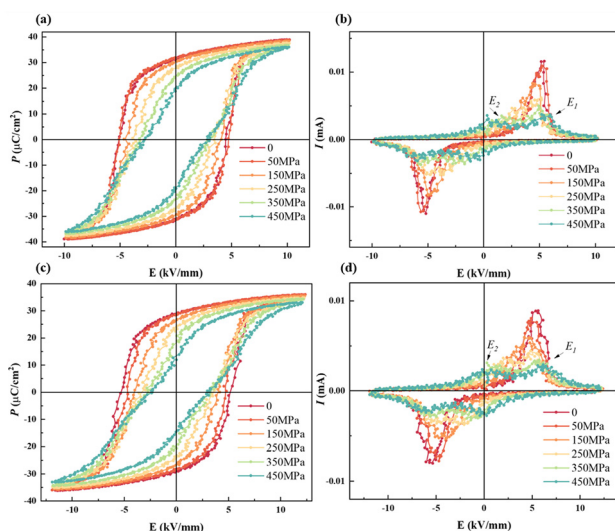 (a)
P (μC/cm²)
40
30
20
10
0
-10
-20
-30
-40
0
50MPa
150MPa
250MPa
350MPa
450MPa
-10 -5 0 5 10
E (kV/mm)
(b)
I (mA)
0.01
0.00
-0.01
E₂
E₁
0
50MPa
150MPa
250MPa
350MPa
450MPa
-10 -5 0 5 10
E (kV/mm)
(c)
P (μC/cm²)
40
30
20
10
0
-10
-20
-30
-40
0
50MPa
150MPa
250MPa
350MPa
450MPa
-10 -5 0 5 10
E (kV/mm)
(d)
I (mA)
0.01
0.00
-0.01
E₂
E₁
0
50MPa
150MPa
250MPa
350MPa
450MPa
-10 -5 0 5 10
E (kV/mm)